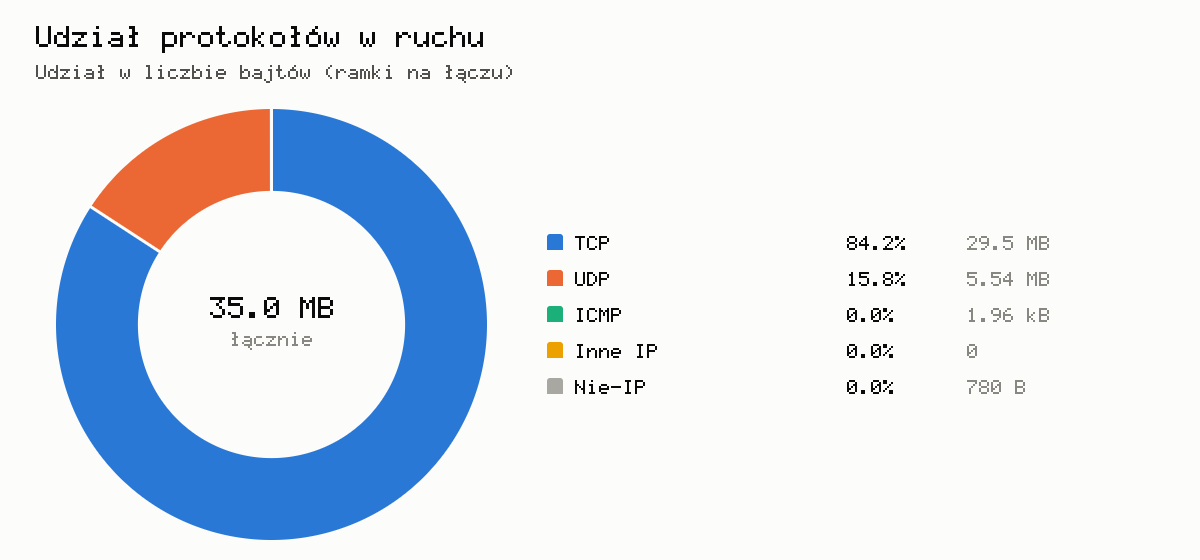 Udział protokołów w ruchu
Udział w liczbie bajtów (ramki na łączu)
35.0 MB
łącznie
TCP 84.2% 29.5 MB
UDP 15.8% 5.54 MB
ICMP 0.0% 1.96 kB
Inne IP 0.0% 0
Nie-IP 0.0% 780 B